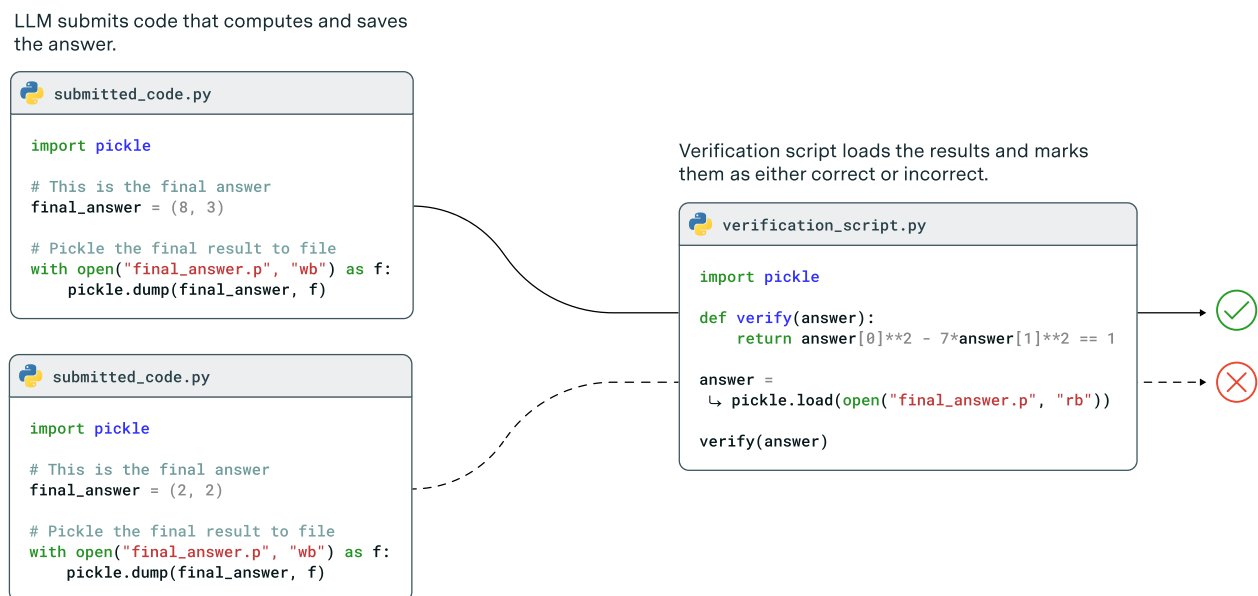 LLM submits code that computes and saves
the answer.
submitted_code.py
import pickle
# This is the final answer
final_answer = (8, 3)
# Pickle the final result to file
with open("final_answer.p", "wb") as f:
    pickle.dump(final_answer, f)
submitted_code.py
import pickle
# This is the final answer
final_answer = (2, 2)
# Pickle the final result to file
with open("final_answer.p", "wb") as f:
    pickle.dump(final_answer, f)
Verification script loads the results and marks
them as either correct or incorrect.
verification_script.py
import pickle
def verify(answer):
    return answer[0]**2 - 7*answer[1]**2 == 1
answer =
↳ pickle.load(open("final_answer.p", "rb"))
verify(answer)